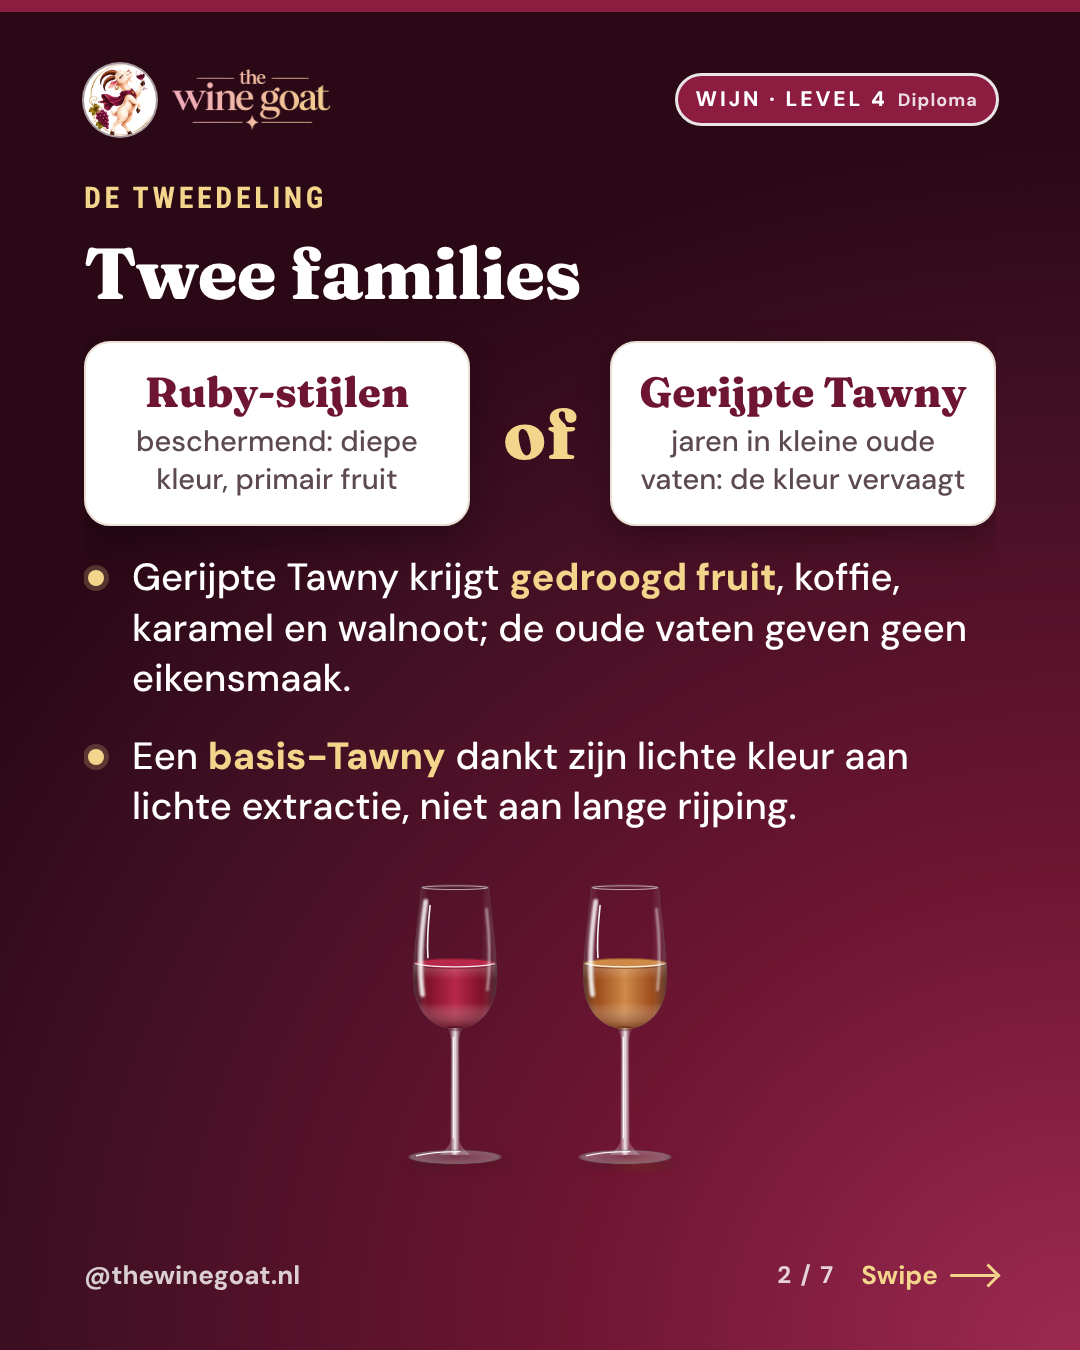 the
wine goat
WIJN · LEVEL 4 Diploma
DE TWEEDELING
Twee families
Ruby-stijlen
beschermend: diepe
kleur, primair fruit
of
Gerijpte Tawny
jaren in kleine oude
vaten: de kleur vervaagt
Gerijpte Tawny krijgt gedroogd fruit, koffie,
karamel en walnoot; de oude vaten geven geen
eikensmaak.
Een basis-Tawny dankt zijn lichte kleur aan
lichte extractie, niet aan lange rijping.
@thewinegoat.nl
2 / 7 Swipe